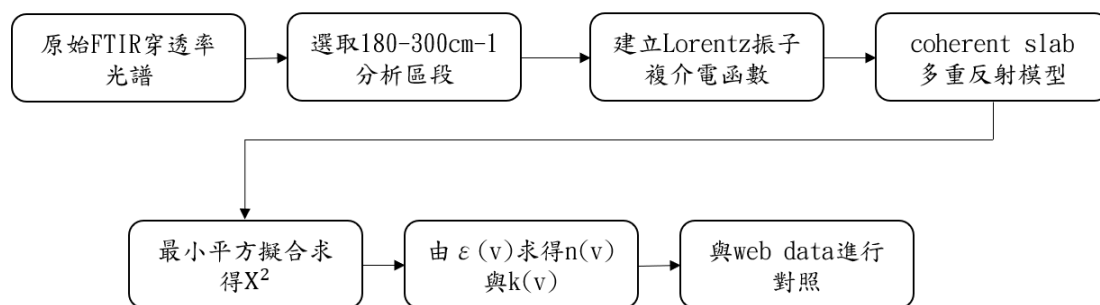 原始FTIR穿透率
光譜
選取180-300cm-1
分析區段
建立Lorentz振子
複介電函數
coherent slab
多重反射模型
最小平方擬合求
得X²
由ε(v)求得n(v)
與k(v)
與web data進行
對照